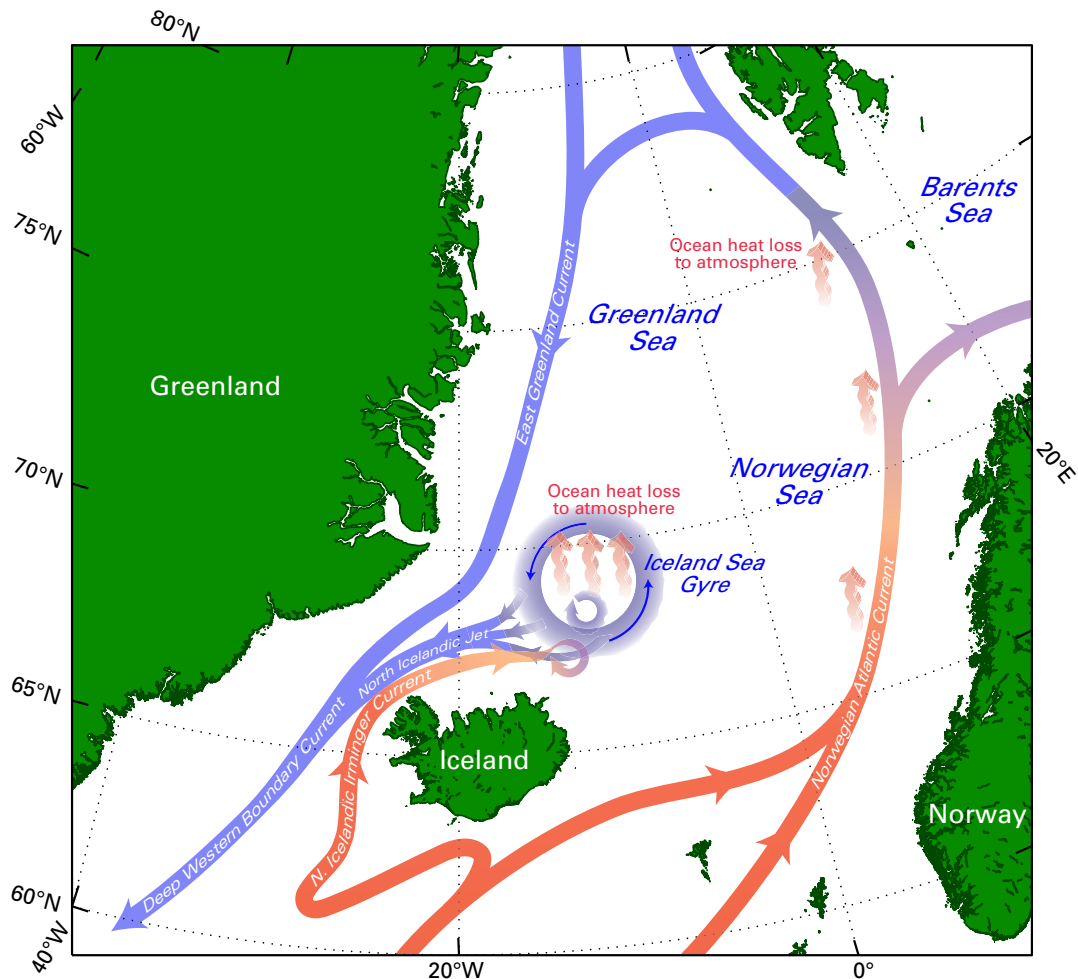 80°N
60°W
75°N
70°N
65°N
60°N
40°W
20°W
0°
20°E
Barents
Sea
Ocean heat loss
to atmosphere
Greenland
Sea
East Greenland Current
Greenland
Norwegian
Sea
Ocean heat loss
to atmosphere
Iceland Sea
Gyre
North Icelandic Jet
N. Icelandic Irminger Current
Deep Western Boundary Current
Norwegian Atlantic Current
Iceland
Norway